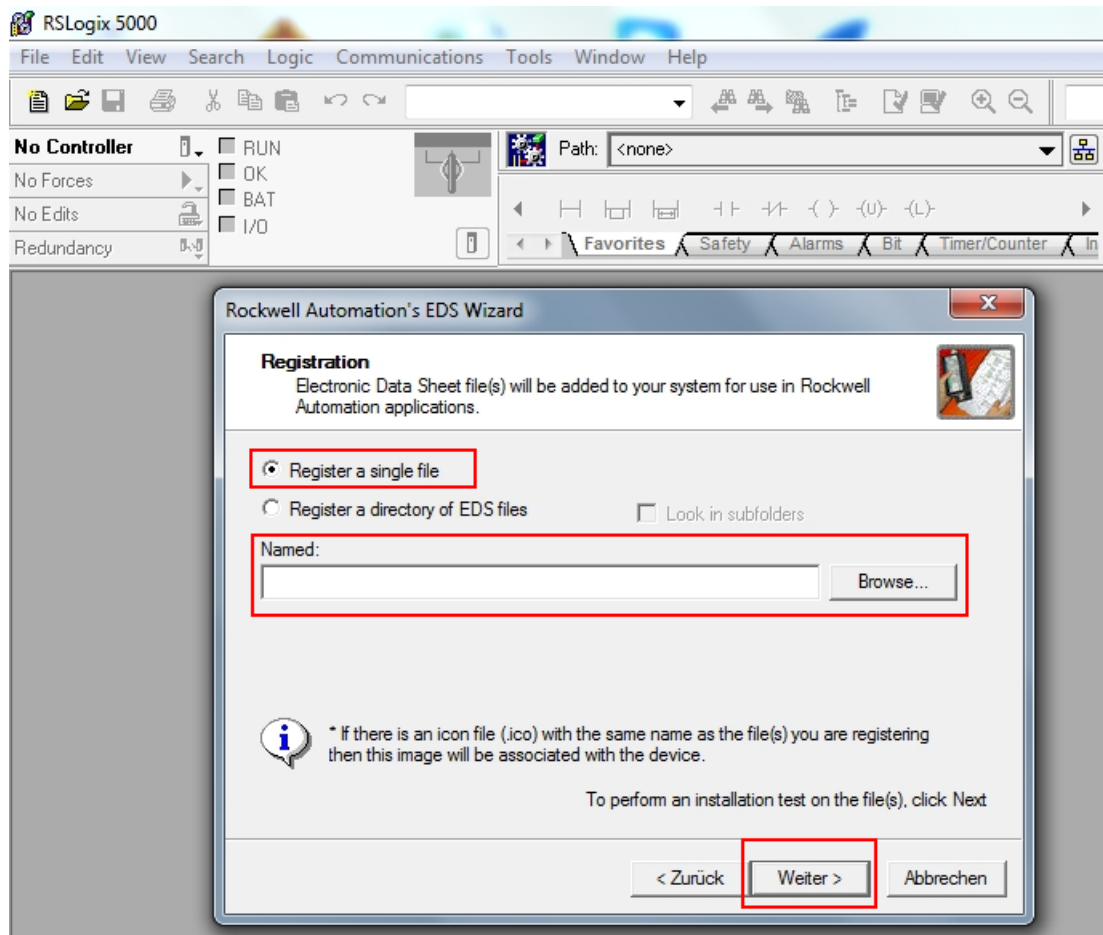 RSLogix 5000
File Edit View Search Logic Communications Tools Window Help
No Controller
RUN
Path: <none>
No Forces
OK
No Edits
BAT
I/O
-(U)- -(L)-
Redundancy
Favorites Safety Alarms Bit Timer/Counter In
Rockwell Automation's EDS Wizard
Registration
Electronic Data Sheet file(s) will be added to your system for use in Rockwell
Automation applications.
Register a single file
Register a directory of EDS files Look in subfolders
Named:
Browse...
* If there is an icon file (.ico) with the same name as the file(s) you are registering
then this image will be associated with the device.
To perform an installation test on the file(s), click Next
< Zurück Weiter > Abbrechen